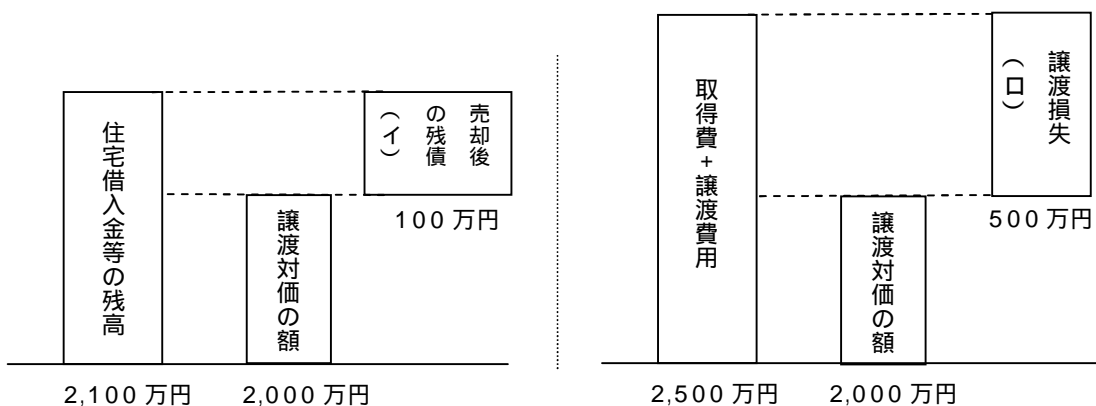 住宅借入金等の残高
譲渡対価の額
売却後
の残債
(イ)
100万円
2,100万円
2,000万円
取得費+譲渡費用
譲渡対価の額
譲渡損失
(ロ)
500万円
2,500万円
2,000万円